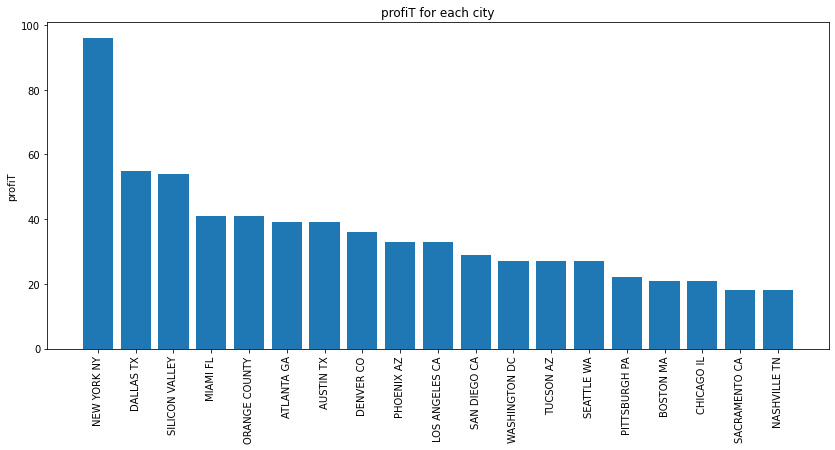 profiT for each city
profiT
100
80
60
40
20
0
NEW YORK NY
DALLAS TX
SILICON VALLEY
MIAMI FL
ORANGE COUNTY
ATLANTA GA
AUSTIN TX
DENVER CO
PHOENIX AZ
LOS ANGELES CA
SAN DIEGO CA
WASHINGTON DC
TUCSON AZ
SEATTLE WA
PITTSBURGH PA
BOSTON MA
CHICAGO IL
SACRAMENTO CA
NASHVILLE TN